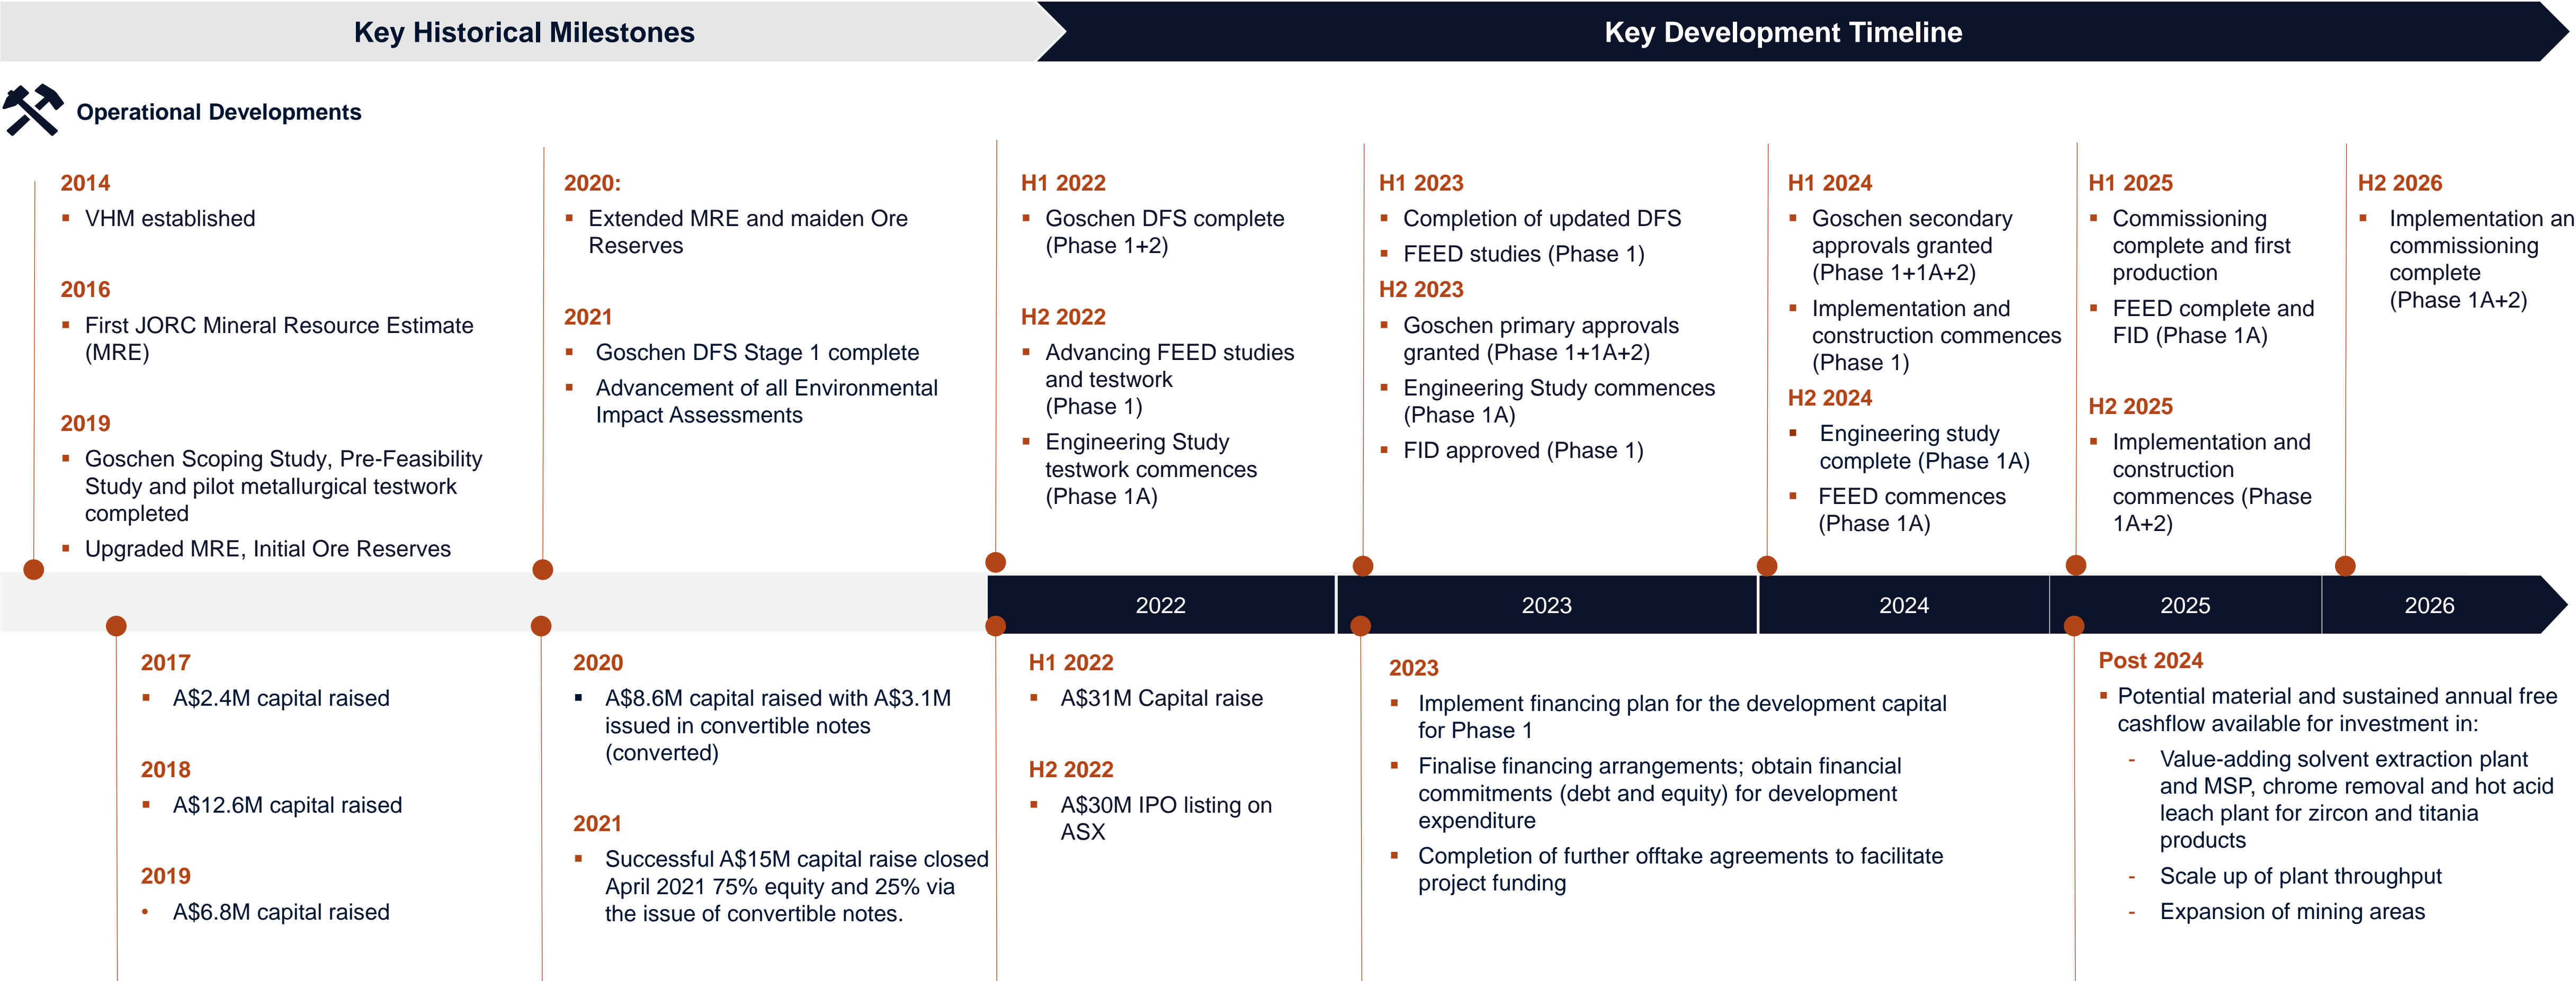 Key Historical Milestones
Key Development Timeline
Operational Developments
2014
▪ VHM established
2016
▪ First JORC Mineral Resource Estimate
(MRE)
2019
▪ Goschen Scoping Study, Pre-Feasibility
Study and pilot metallurgical testwork
completed
▪ Upgraded MRE, Initial Ore Reserves
2020:
▪ Extended MRE and maiden Ore
Reserves
2021
▪ Goschen DFS Stage 1 complete
▪ Advancement of all Environmental
Impact Assessments
H1 2022
▪ Goschen DFS complete
(Phase 1+2)
H2 2022
▪ Advancing FEED studies
and testwork
(Phase 1)
▪ Engineering Study
testwork commences
(Phase 1A)
H1 2023
▪ Completion of updated DFS
▪ FEED studies (Phase 1)
H2 2023
▪ Goschen primary approvals
granted (Phase 1+1A+2)
▪ Engineering Study commences
(Phase 1A)
▪ FID approved (Phase 1)
H1 2024
▪ Goschen secondary
approvals granted
(Phase 1+1A+2)
▪ Implementation and
construction commences
(Phase 1)
H2 2024
▪ Engineering study
complete (Phase 1A)
▪ FEED commences
(Phase 1A)
H1 2025
▪ Commissioning
complete and first
production
▪ FEED complete and
FID (Phase 1A)
H2 2025
▪ Implementation and
construction
commences (Phase
1A+2)
H2 2026
▪ Implementation an
commissioning
complete
(Phase 1A+2)
2022
2023
2024
2025
2026
2017
▪ A$2.4M capital raised
2018
▪ A$12.6M capital raised
2019
• A$6.8M capital raised
2020
▪ A$8.6M capital raised with A$3.1M
issued in convertible notes
(converted)
2021
▪ Successful A$15M capital raise closed
April 2021 75% equity and 25% via
the issue of convertible notes.
H1 2022
▪ A$31M Capital raise
H2 2022
▪ A$30M IPO listing on
ASX
2023
▪ Implement financing plan for the development capital
for Phase 1
▪ Finalise financing arrangements; obtain financial
commitments (debt and equity) for development
expenditure
▪ Completion of further offtake agreements to facilitate
project funding
Post 2024
▪ Potential material and sustained annual free
cashflow available for investment in:
- Value-adding solvent extraction plant
and MSP, chrome removal and hot acid
leach plant for zircon and titania
products
- Scale up of plant throughput
- Expansion of mining areas